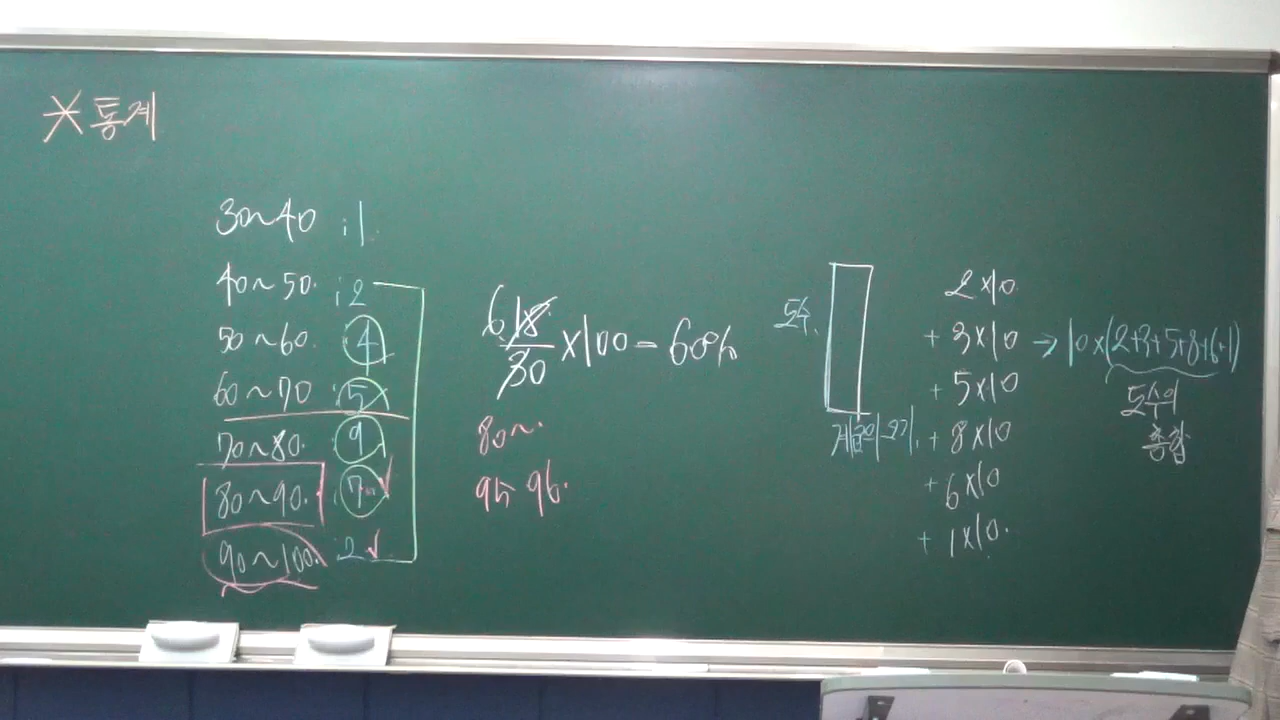 * 통계
30~40 : 1
40~50 : 2
50~60 : 4
60~70 : 5
70~80 : 9
80~90 : 7
90~100 : 2
6 18/30 ×100 = 60%
80~
95 96
도수
계급의 크기
2×10
+ 3×10
+ 5×10
+ 8×10
+ 6×10
+ 1×10
→ 10×(2+3+5+8+6+1)
도수의
총합